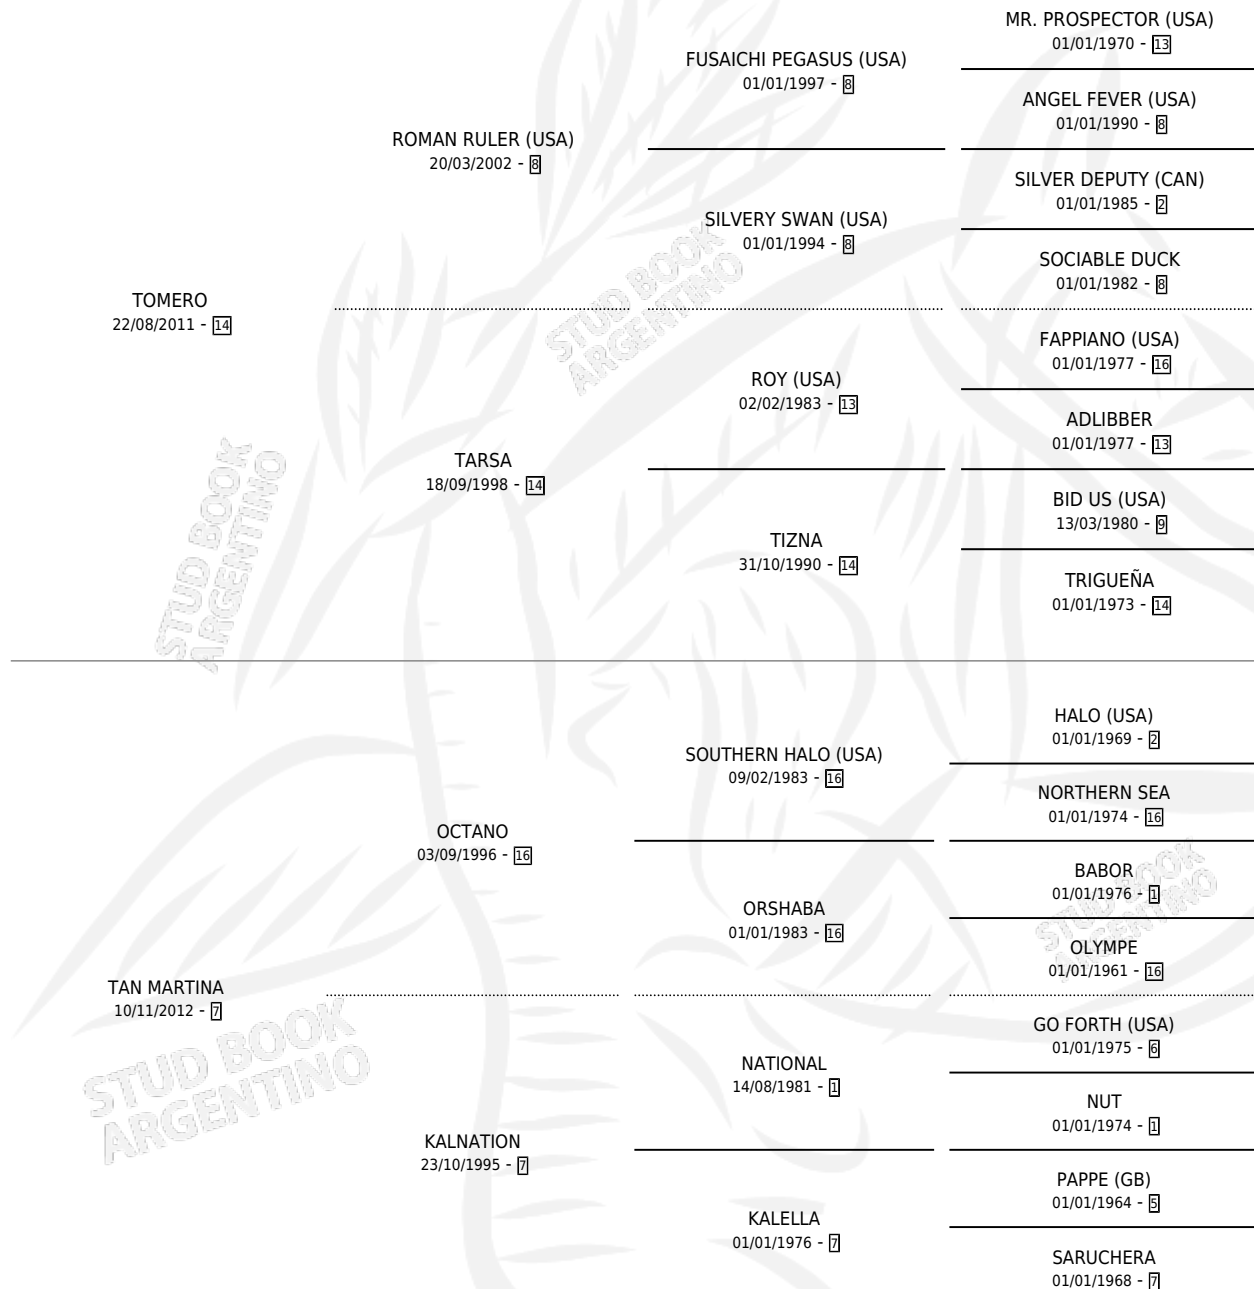 MR. PROSPECTOR (USA)
01/01/1970 - 13
FUSAICHI PEGASUS (USA)
01/01/1997 - 8
ANGEL FEVER (USA)
01/01/1990 - 8
ROMAN RULER (USA)
20/03/2002 - 8
SILVER DEPUTY (CAN)
01/01/1985 - 2
SILVERY SWAN (USA)
01/01/1994 - 8
SOCIABLE DUCK
01/01/1982 - 8
TOMERO
22/08/2011 - 14
FAPPIANO (USA)
01/01/1977 - 16
ROY (USA)
02/02/1983 - 13
ADLIBBER
01/01/1977 - 13
TARSA
18/09/1998 - 14
BID US (USA)
13/03/1980 - 9
TIZNA
31/10/1990 - 14
TRIGUEÑA
01/01/1973 - 14
HALO (USA)
01/01/1969 - 2
SOUTHERN HALO (USA)
09/02/1983 - 16
NORTHERN SEA
01/01/1974 - 16
OCTANO
03/09/1996 - 16
BABOR
01/01/1976 - 1
ORSHABA
01/01/1983 - 16
OLYMPE
01/01/1961 - 16
TAN MARTINA
10/11/2012 - 7
GO FORTH (USA)
01/01/1975 - 6
NATIONAL
14/08/1981 - 1
NUT
01/01/1974 - 1
KALNATION
23/10/1995 - 7
PAPPE (GB)
01/01/1964 - 5
KALELLA
01/01/1976 - 7
SARUCHERA
01/01/1968 - 7
STUD BOOK
ARGENTINO
STUD BOOK
ARGENTINO
STUD BOOK
ARGENTINO
STUD BOOK
ARGENTINO